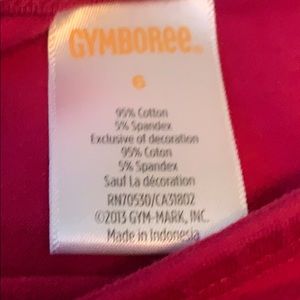 GYMBOREE
6
95% Cotton
5% Spandex
Exclusive of decoration
95% Coton
5% Spandex
Sauf La décoration
RN70530/CA31802
©2013 GYM-MARK, INC.
Made in Indonesia